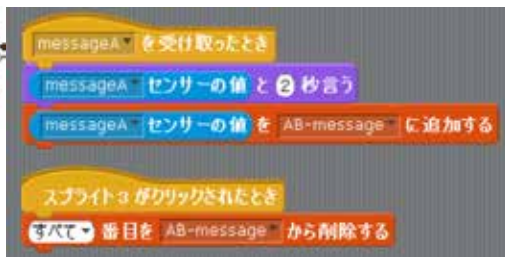 messageA を受け取ったとき
messageA センサーの値 と 2 秒言う
messageA センサーの値 を AB-message に追加する
スプライト3 がクリックされたとき
すべて 番目を AB-message から削除する